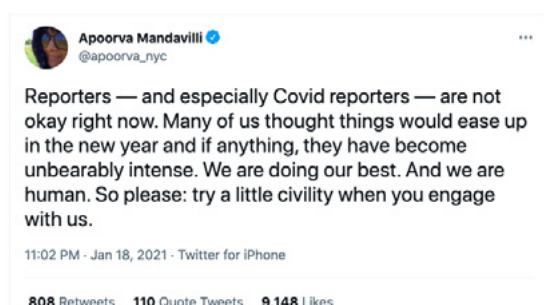 Apoorva Mandavilli
@apoorva_nyc
Reporters — and especially Covid reporters — are not
okay right now. Many of us thought things would ease up
in the new year and if anything, they have become
unbearably intense. We are doing our best. And we are
human. So please: try a little civility when you engage
with us.
11:02 PM · Jan 18, 2021 · Twitter for iPhone
808 Retweets 110 Quote Tweets 9,148 Likes